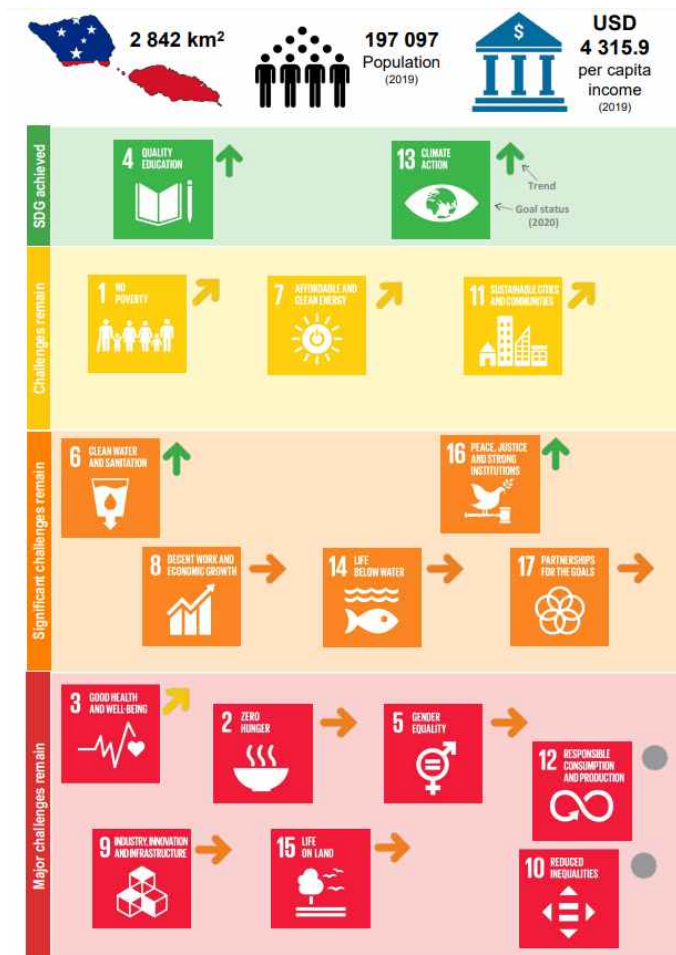 2 842 km²
197 097
Population
(2019)
$
USD
4 315.9
per capita
income
(2019)
SDG achieved
4 QUALITY
EDUCATION
13 CLIMATE
ACTION
Trend
Goal status
(2020)
Challenges remain
1 NO
POVERTY
7 AFFORDABLE AND
CLEAN ENERGY
11 SUSTAINABLE CITIES
AND COMMUNITIES
Significant challenges remain
6 CLEAN WATER
AND SANITATION
16 PEACE, JUSTICE
AND STRONG
INSTITUTIONS
8 DECENT WORK AND
ECONOMIC GROWTH
14 LIFE
BELOW WATER
17 PARTNERSHIPS
FOR THE GOALS
Major challenges remain
3 GOOD HEALTH
AND WELL-BEING
2 ZERO
HUNGER
5 GENDER
EQUALITY
12 RESPONSIBLE
CONSUMPTION
AND PRODUCTION
9 INDUSTRY, INNOVATION
AND INFRASTRUCTURE
15 LIFE
ON LAND
10 REDUCED
INEQUALITIES